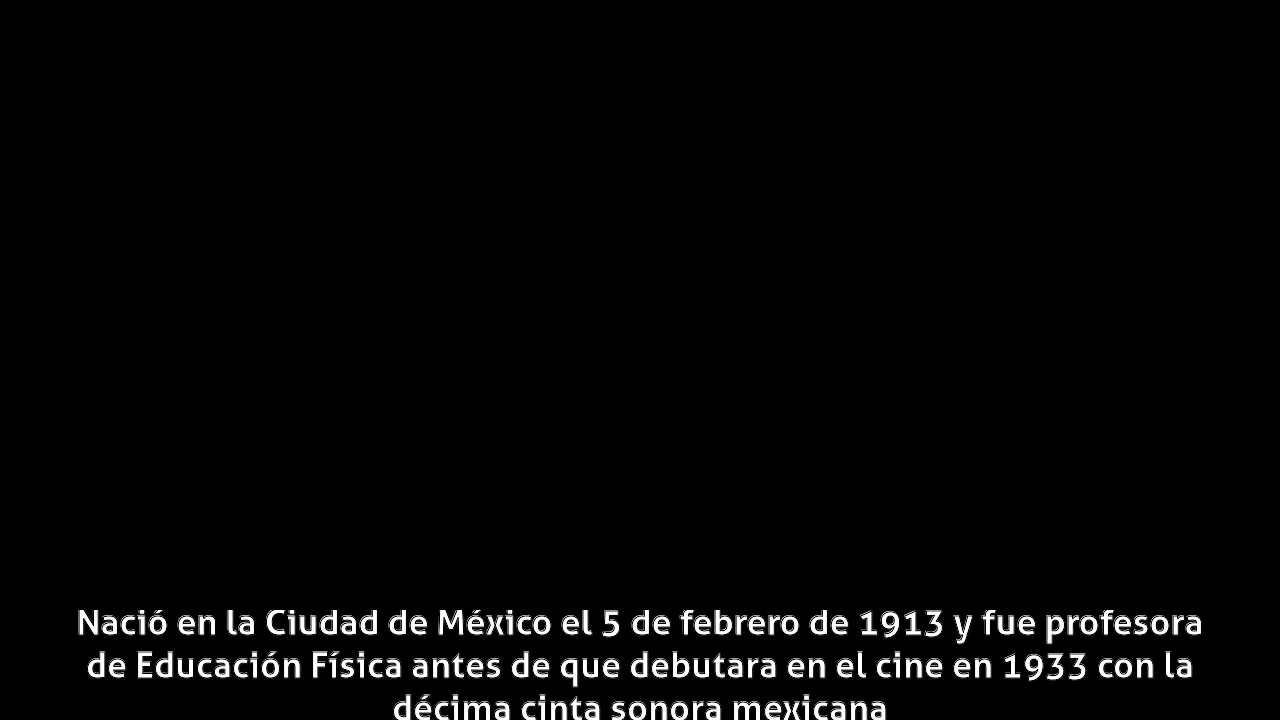 Nació en la Ciudad de México el 5 de febrero de 1913 y fue profesora
de Educación Física antes de que debutara en el cine en 1933 con la
décima cinta sonora mexicana